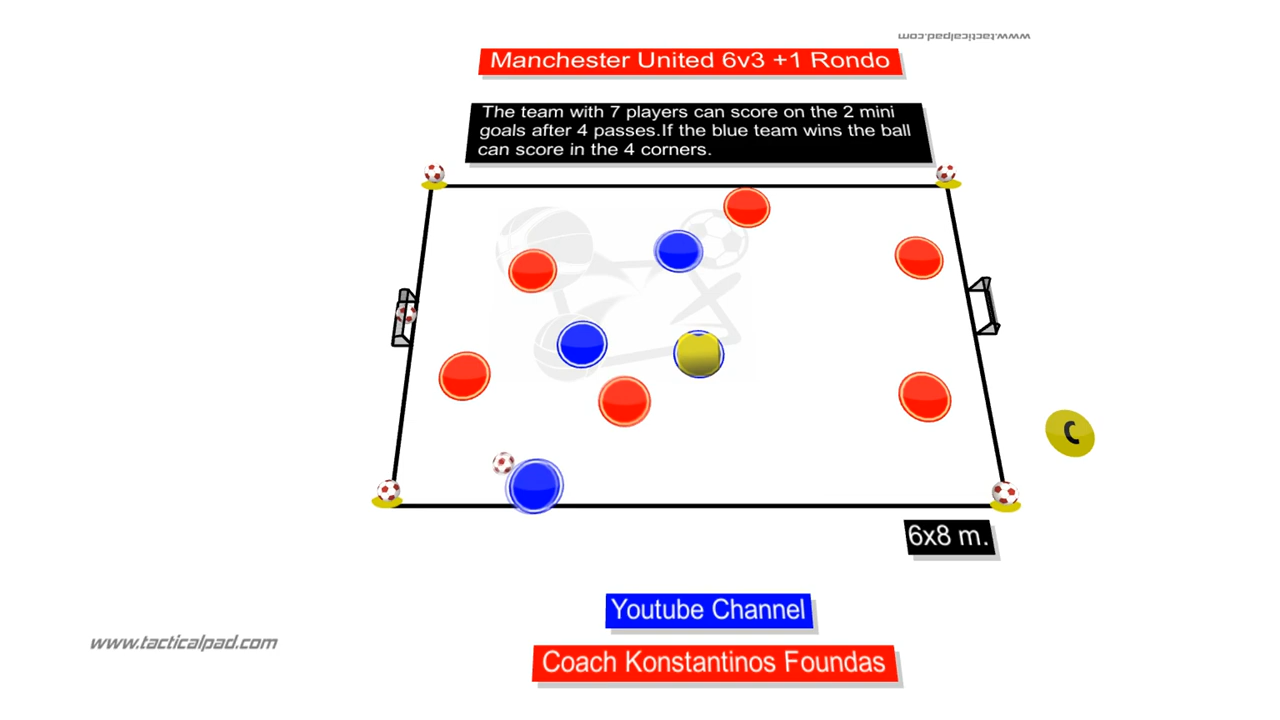 www.tacticalpad.com
Manchester United 6v3 +1 Rondo
The team with 7 players can score on the 2 mini
goals after 4 passes.If the blue team wins the ball
can score in the 4 corners.
C
6x8 m.
Youtube Channel
www.tacticalpad.com
Coach Konstantinos Foundas